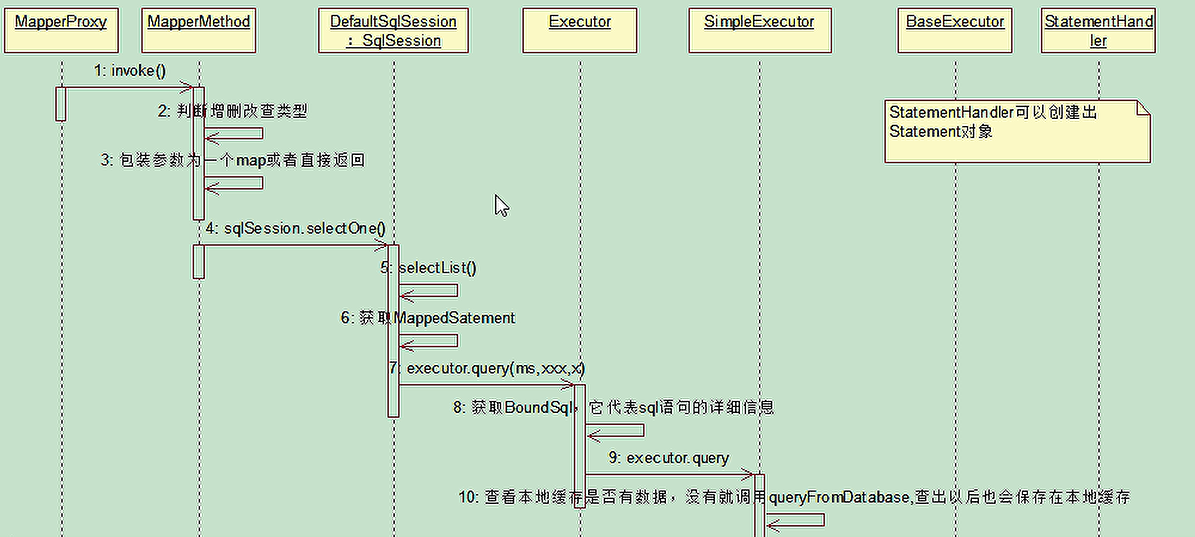 MapperProxy
MapperMethod
DefaultSqlSession
: SqlSession
Executor
SimpleExecutor
BaseExecutor
StatementHand
ler
1: invoke()
2: 判断增删改查类型
StatementHandler可以创建出
Statement对象
3: 包装参数为一个map或者直接返回
4: sqlSession.selectOne()
5: selectList()
6: 获取MappedSatement
7: executor.query(ms,xxx,x)
8: 获取BoundSql，它代表sql语句的详细信息
9: executor.query
10: 查看本地缓存是否有数据，没有就调用queryFromDatabase,查出以后也会保存在本地缓存